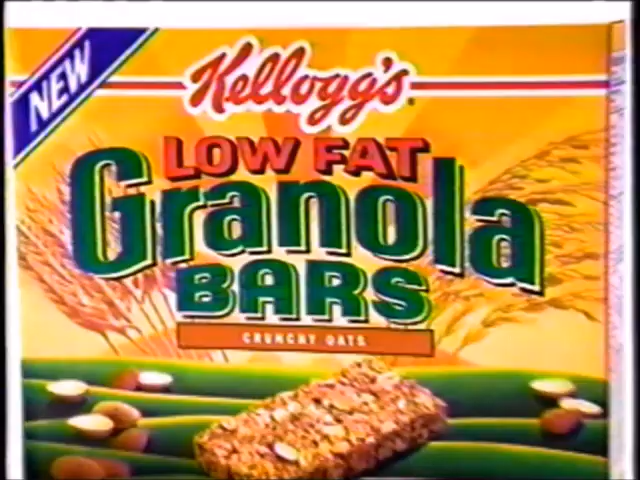 NEW
Kellogg's
LOW FAT
Granola
BARS
CRUNCHY OATS